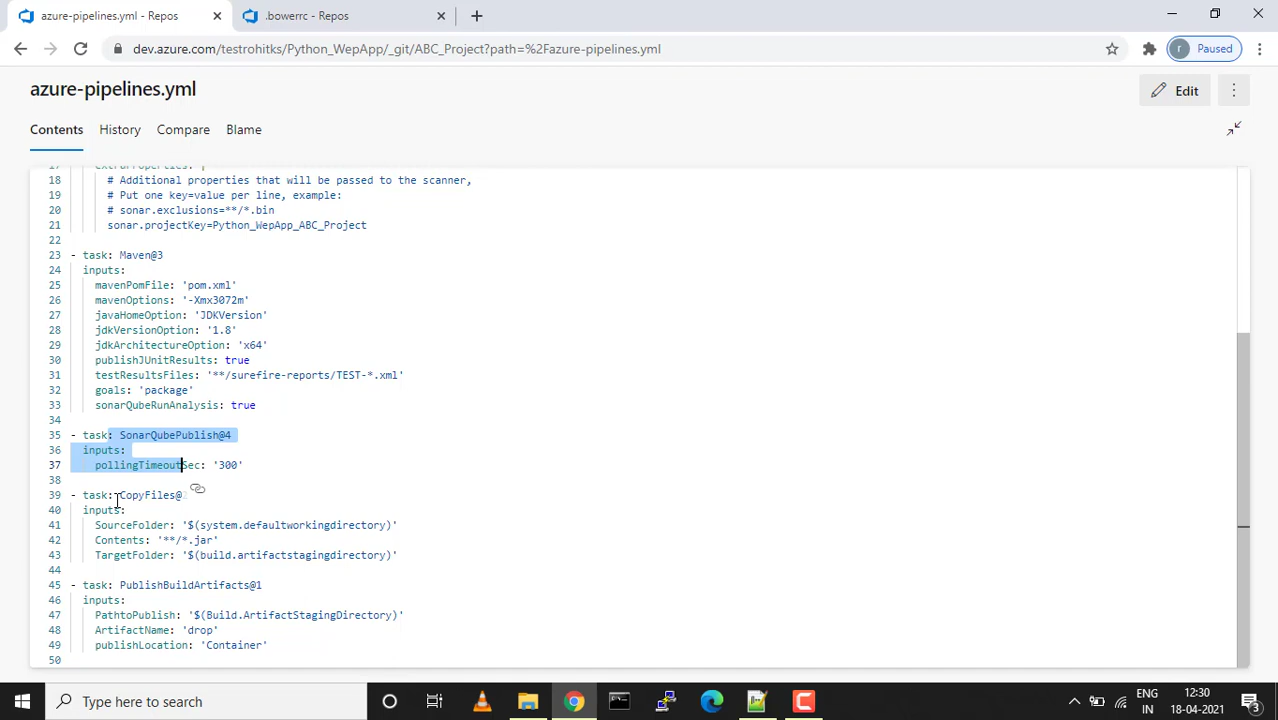 azure-pipelines.yml - Repos
.bowerrc - Repos
dev.azure.com/testrohitks/Python_WepApp/_git/ABC_Project?path=%2Fazure-pipelines.yml
r Paused
azure-pipelines.yml
Edit
Contents History Compare Blame
17 extraProperties: |
18 # Additional properties that will be passed to the scanner,
19 # Put one key=value per line, example:
20 # sonar.exclusions=**/*.bin
21 sonar.projectKey=Python_WepApp_ABC_Project
22
23 - task: Maven@3
24 inputs:
25 mavenPomFile: 'pom.xml'
26 mavenOptions: '-Xmx3072m'
27 javaHomeOption: 'JDKVersion'
28 jdkVersionOption: '1.8'
29 jdkArchitectureOption: 'x64'
30 publishJUnitResults: true
31 testResultsFiles: '**/surefire-reports/TEST-*.xml'
32 goals: 'package'
33 sonarQubeRunAnalysis: true
34
35 - task: SonarQubePublish@4
36 inputs:
37 pollingTimeoutSec: '300'
38
39 - task: CopyFiles@2
40 inputs:
41 SourceFolder: '$(system.defaultworkingdirectory)'
42 Contents: '**/*.jar'
43 TargetFolder: '$(build.artifactstagingdirectory)'
44
45 - task: PublishBuildArtifacts@1
46 inputs:
47 PathtoPublish: '$(Build.ArtifactStagingDirectory)'
48 ArtifactName: 'drop'
49 publishLocation: 'Container'
50
Type here to search
ENG
IN
12:30
18-04-2021
3